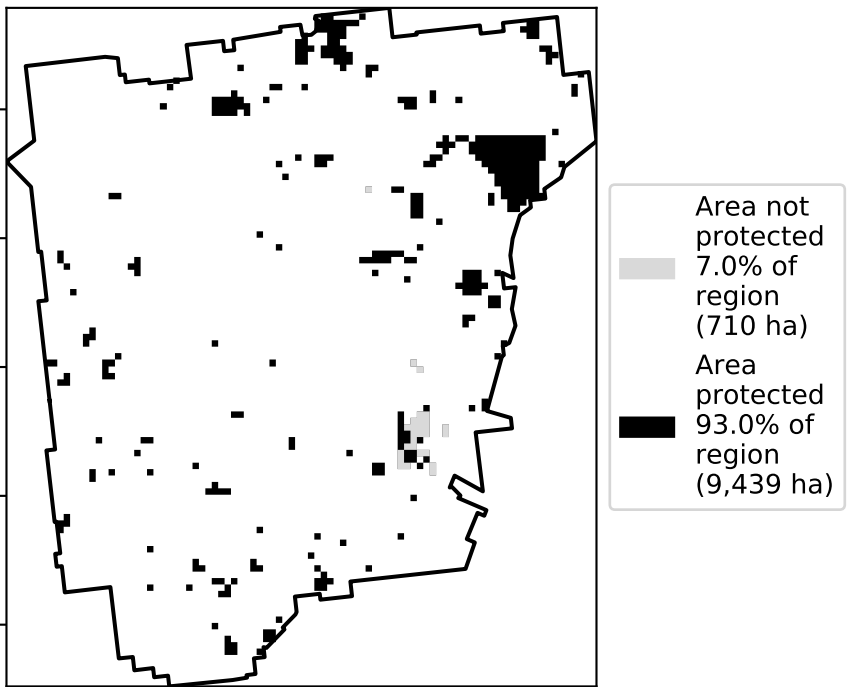 Area not
protected
7.0% of
region
(710 ha)
Area
protected
93.0% of
region
(9,439 ha)